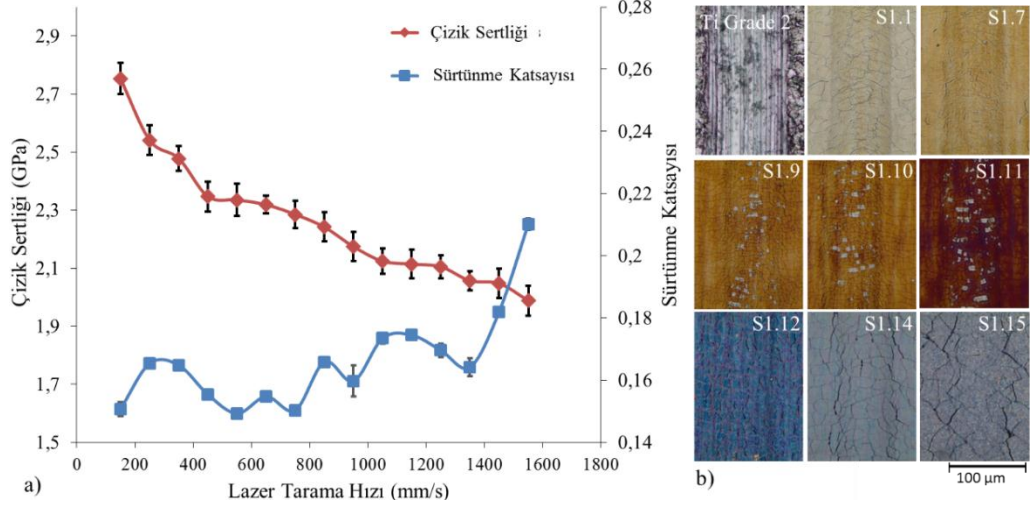 2,9
2,7
2,5
2,3
2,1
1,9
1,7
1,5
Çizik Sertliği (GPa)
Çizik Sertliği
Sürtünme Katsayısı
0,28
0,26
0,24
0,22
0,2
0,18
0,16
0,14
Sürtünme Katsayısı
0
200
400
600
800
1000
1200
1400
1600
1800
Lazer Tarama Hızı (mm/s)
a)
Ti Grade 2
S1.1
S1.7
S1.9
S1.10
S1.11
S1.12
S1.14
S1.15
b)
100 µm